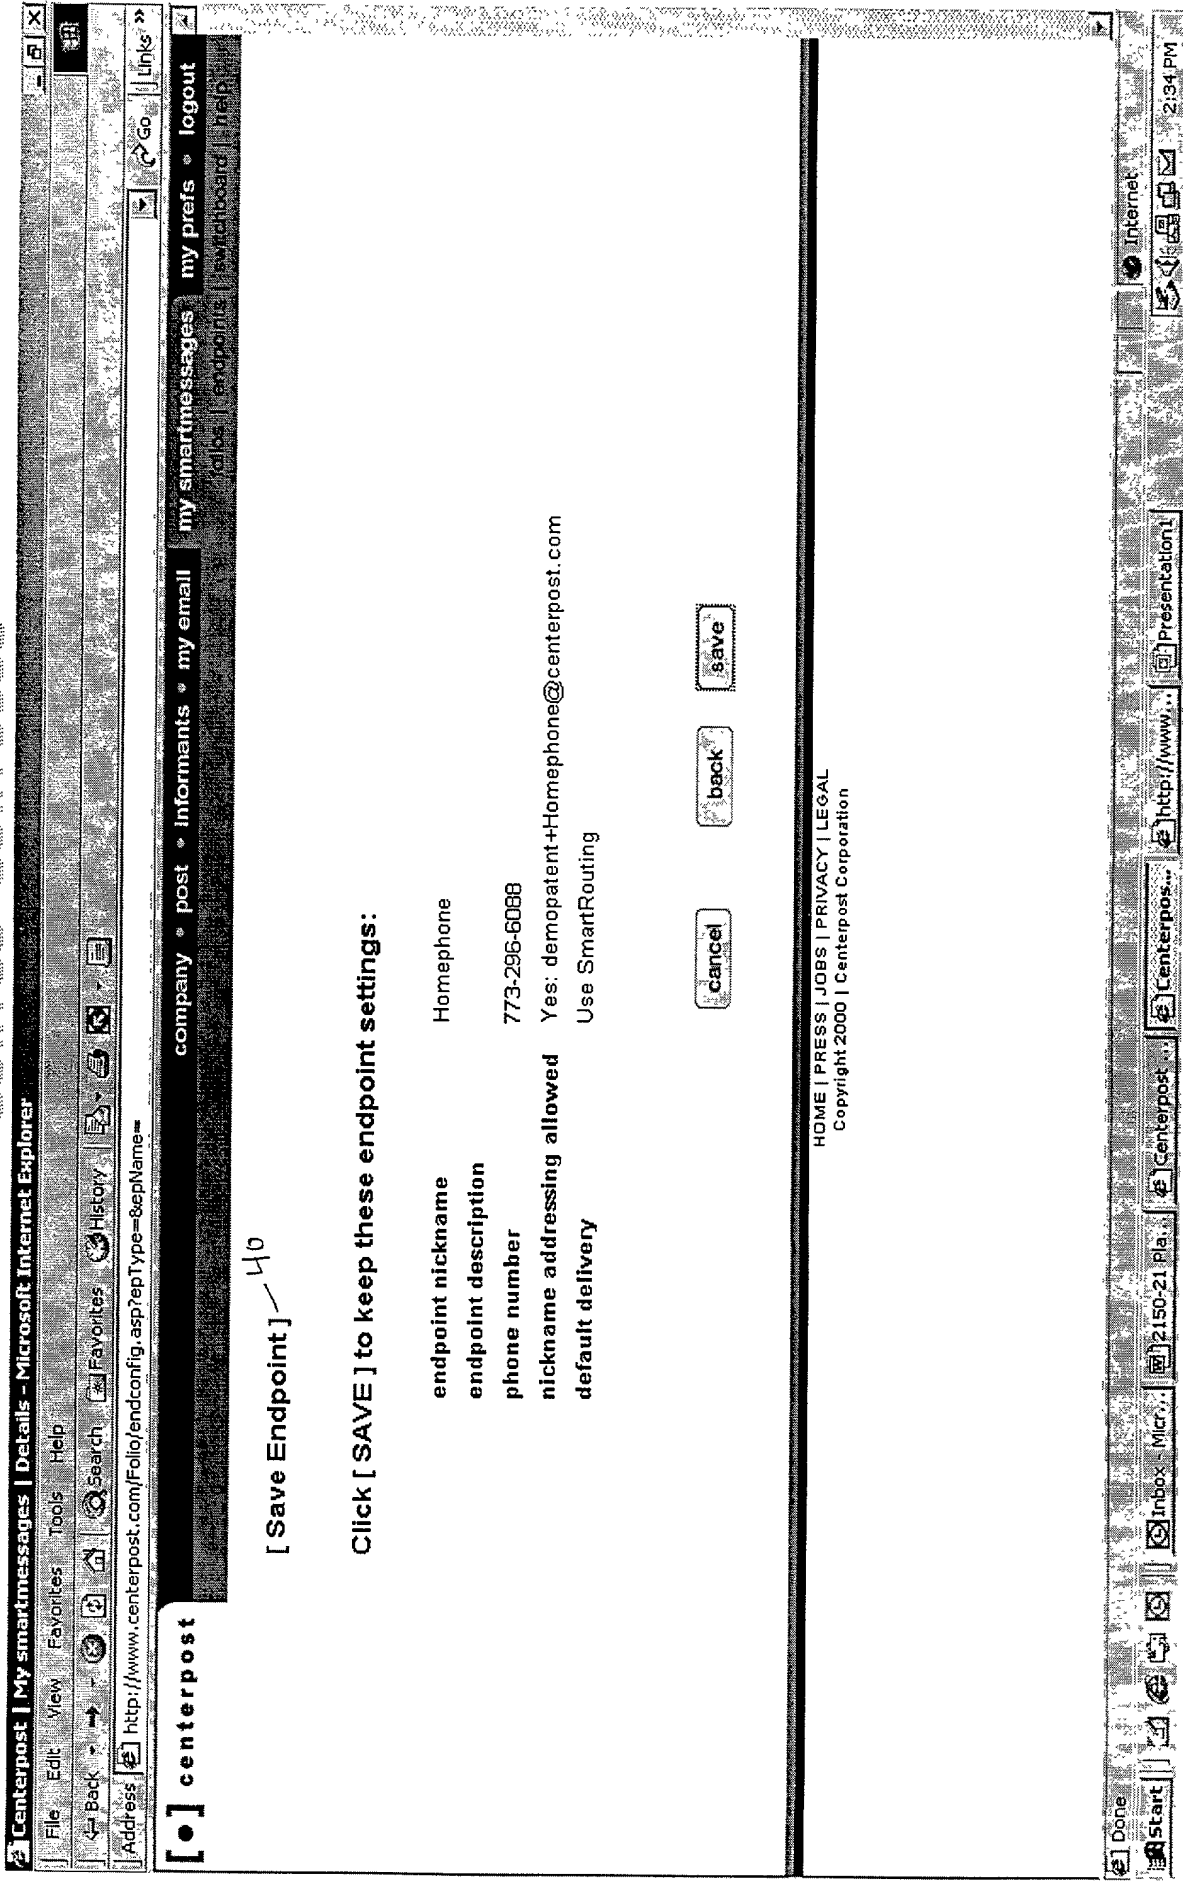 Centerpost | My smartmessages | Details - Microsoft Internet Explorer
File Edit View Favorites Tools Help
Back Search Favorites History
Address http://www.centerpost.com/Folio/endconfig.asp?epType=&epName= Go Links »
[ • ] centerpost
company • post • informants • my email my smartmessages my prefs • logout
folios | endpoints | switchboard | help
[ Save Endpoint ] 40
Click [ SAVE ] to keep these endpoint settings:
endpoint nickname Homephone
endpoint description
phone number 773-296-6088
nickname addressing allowed Yes: demopatent+Homephone@centerpost.com
default delivery Use SmartRouting
cancel back save
HOME | PRESS | JOBS | PRIVACY | LEGAL
Copyright 2000 | Centerpost Corporation
Done Internet
Start Inbox - Micr... 2150-21 Pla... Centerpost ... Centerpos... http://www... Presentation1 2:34 PM